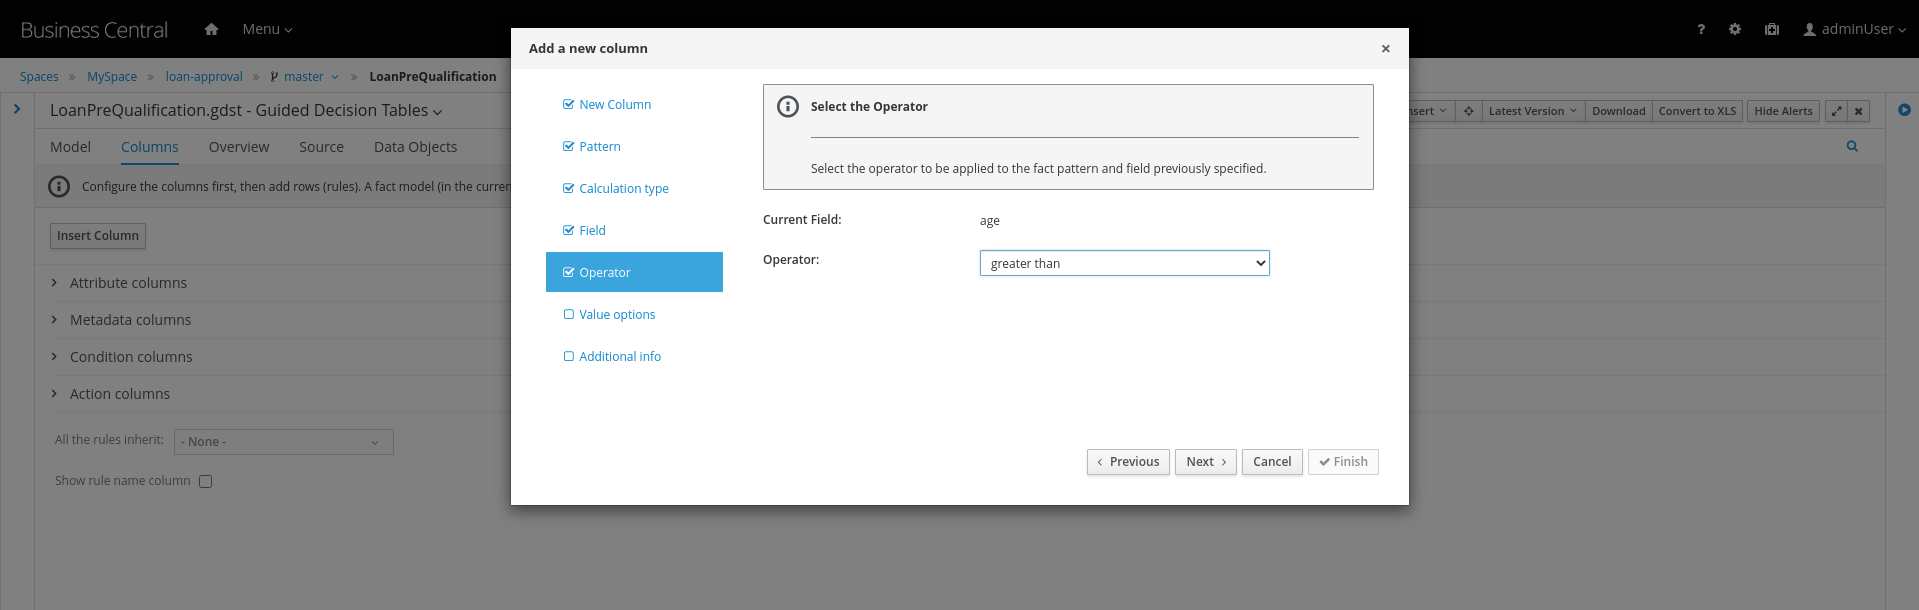 Business Central
Menu
?
adminUser
Add a new column
×
Spaces » MySpace » loan-approval » master » LoanPreQualification
LoanPreQualification.gdst - Guided Decision Tables
Latest Version
Download
Convert to XLS
Hide Alerts
Model
Columns
Overview
Source
Data Objects
Configure the columns first, then add rows (rules). A fact model (in the
Insert Column
Attribute columns
Metadata columns
Condition columns
Action columns
All the rules inherit:
- None -
Show rule name column
New Column
Pattern
Calculation type
Field
Operator
Value options
Additional info
Select the Operator
Select the operator to be applied to the fact pattern and field previously specified.
Current Field:
age
Operator:
greater than
Previous
Next
Cancel
Finish